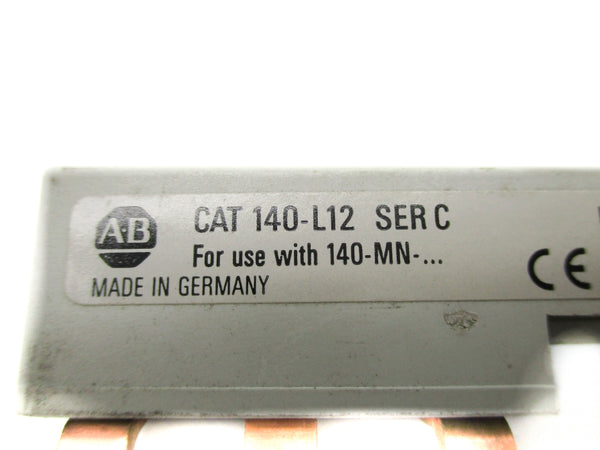 AB CAT 140-L12 SER C
For use with 140-MN-...
MADE IN GERMANY
CE